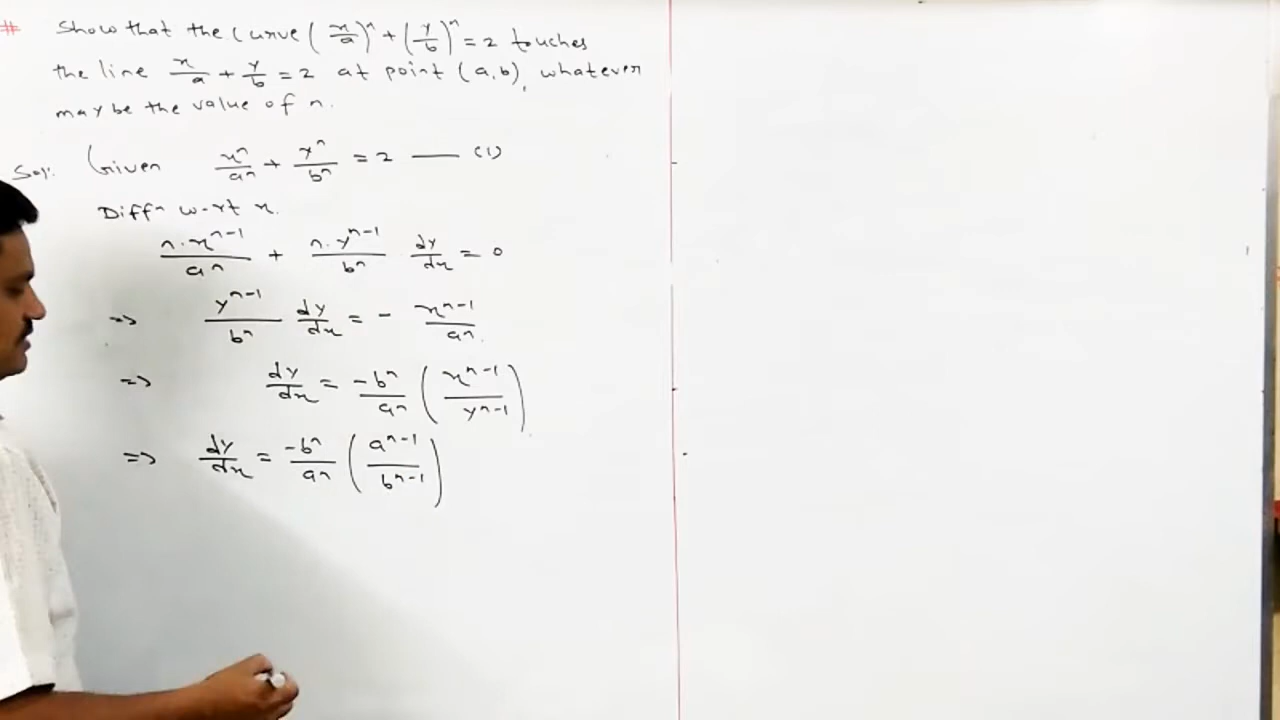 # Show that the Curve (x/a)^n + (y/b)^n = 2 touches
the line x/a + y/b = 2 at point (a,b), whatever
may be the value of n.
Sol: Given x^n/a^n + y^n/b^n = 2 — (1)
Diffn w-rt x.
n·x^(n-1)/a^n + n·y^(n-1)/b^n dy/dx = 0
=> y^(n-1)/b^n dy/dx = - x^(n-1)/a^n
=> dy/dx = -b^n/a^n (x^(n-1)/y^(n-1))
=> dy/dx = -b^n/a^n (a^(n-1)/b^(n-1))